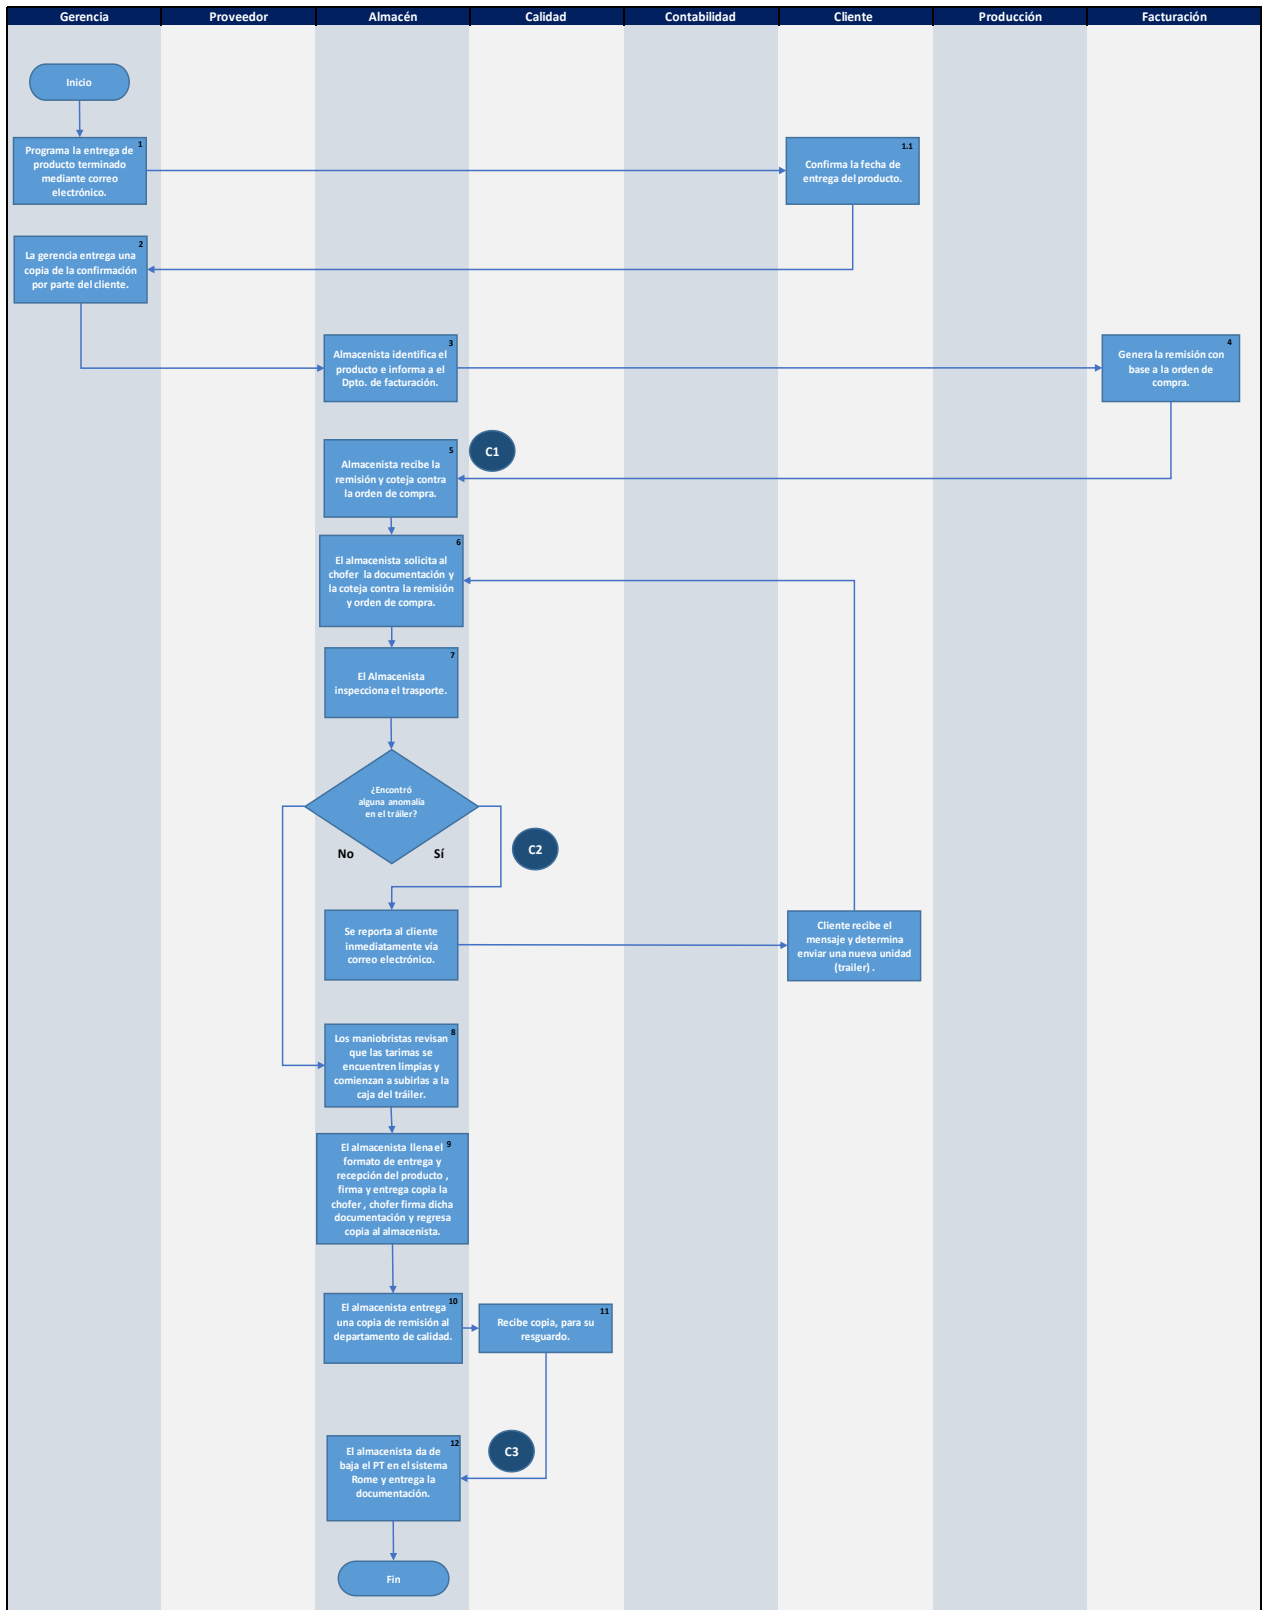 Gerencia Proveedor Almacén Calidad Contabilidad Cliente Producción Facturación
Inicio
1
Programa la entrega de
producto terminado
mediante correo
electrónico.
1.1
Confirma la fecha de
entrega del producto.
2
La gerencia entrega una
copia de la confirmación
por parte del cliente.
3
Almacenista identifica el
producto e informa a el
Dpto. de facturación.
4
Genera la remisión con
base a la orden de
compra.
5
Almacenista recibe la
remisión y coteja contra
la orden de compra.
C1
6
El almacenista solicita al
chofer la documentación y
la coteja contra la remisión
y orden de compra.
7
El Almacenista
inspecciona el trasporte.
¿Encontró
alguna anomalía
en el tráiler?
No Sí
C2
Se reporta al cliente
inmediatamente vía
correo electrónico.
Cliente recibe el
mensaje y determina
enviar una nueva unidad
(trailer) .
8
Los maniobristas revisan
que las tarimas se
encuentren limpias y
comienzan a subirlas a la
caja del tráiler.
9
El almacenista llena el
formato de entrega y
recepción del producto ,
firma y entrega copia la
chofer , chofer firma dicha
documentación y regresa
copia al almacenista.
10
El almacenista entrega
una copia de remisión al
departamento de calidad.
11
Recibe copia, para su
resguardo.
12
El almacenista da de
baja el PT en el sistema
Rome y entrega la
documentación.
C3
Fin